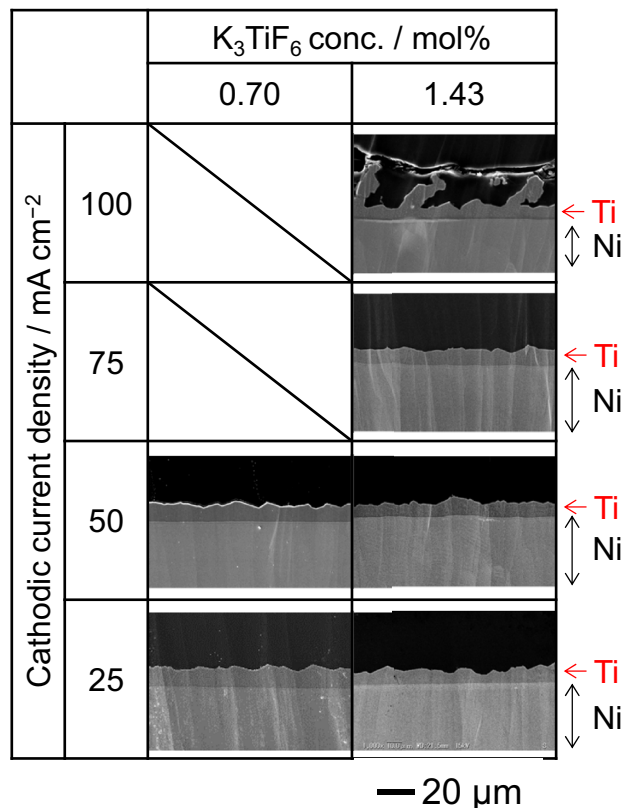 K₃TiF₆ conc. / mol%
0.70 1.43
Cathodic current density / mA cm⁻²
100
Ti
Ni
75
Ti
Ni
50
Ti
Ni
25
Ti
Ni
20 μm